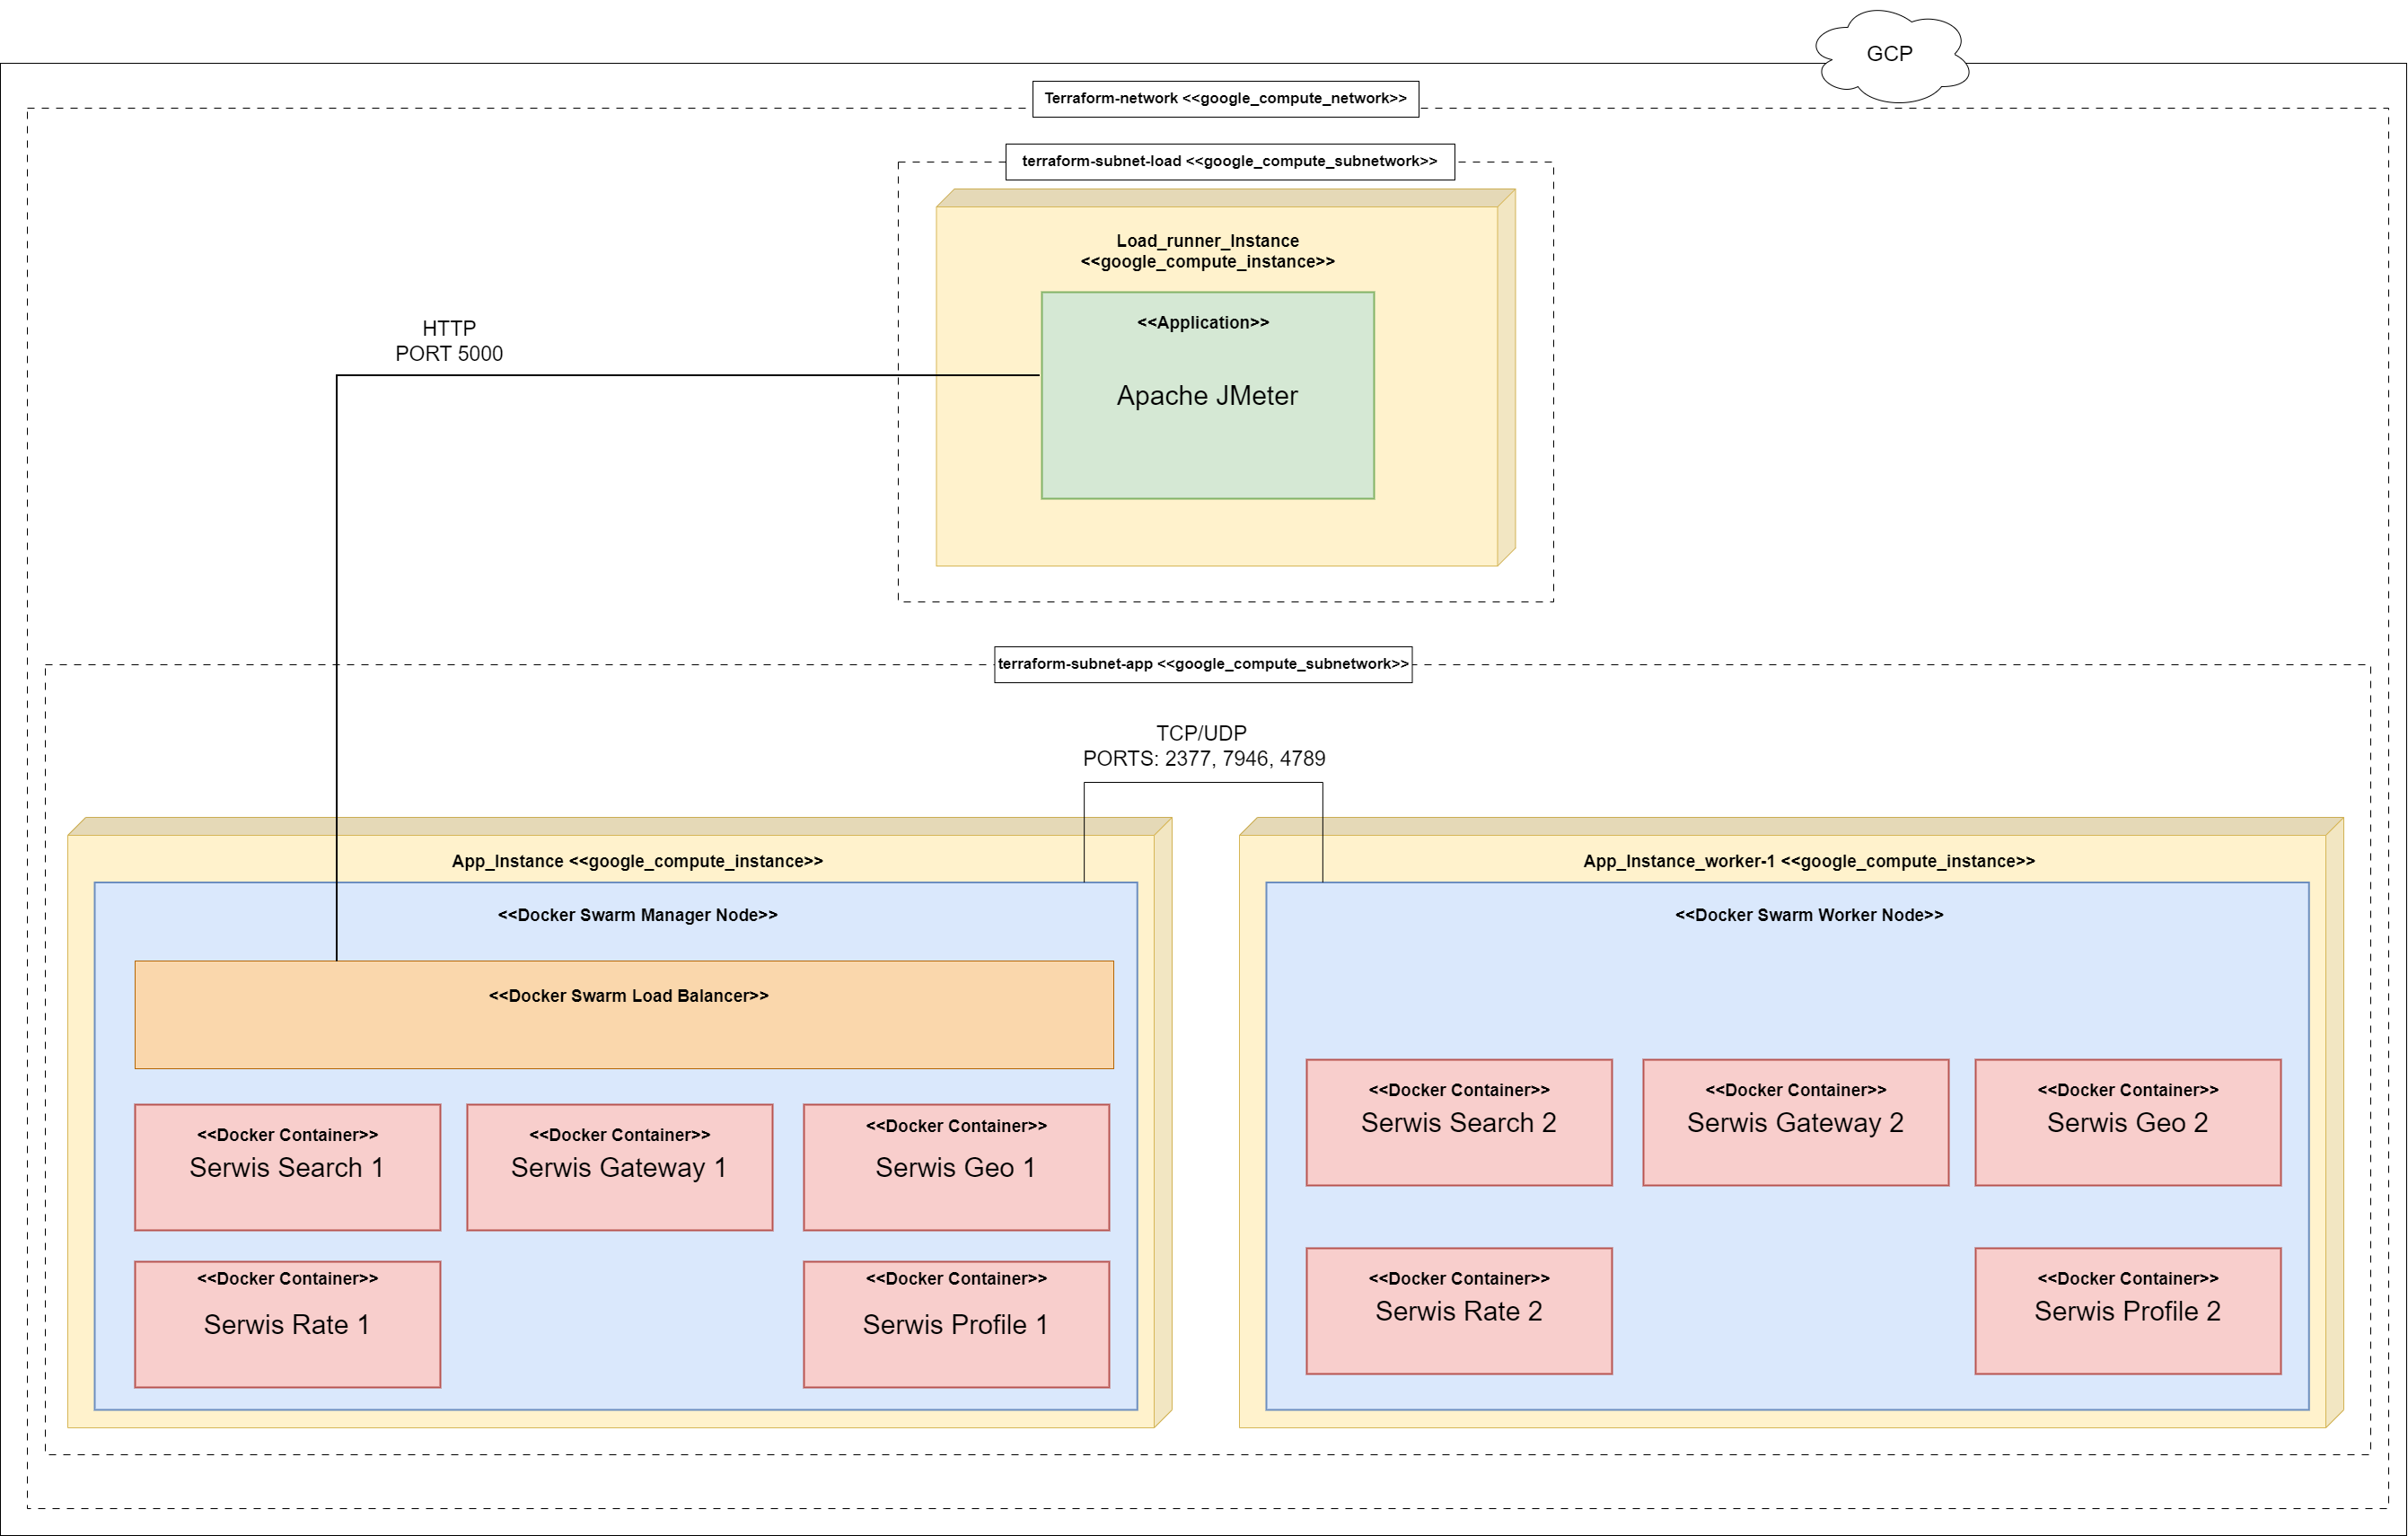 GCP
Terraform-network <<google_compute_network>>
terraform-subnet-load <<google_compute_subnetwork>>
Load_runner_Instance
<<google_compute_instance>>
<<Application>>
Apache JMeter
HTTP
PORT 5000
terraform-subnet-app <<google_compute_subnetwork>>
TCP/UDP
PORTS: 2377, 7946, 4789
App_Instance <<google_compute_instance>>
<<Docker Swarm Manager Node>>
<<Docker Swarm Load Balancer>>
<<Docker Container>>
Serwis Search 1
<<Docker Container>>
Serwis Gateway 1
<<Docker Container>>
Serwis Geo 1
<<Docker Container>>
Serwis Rate 1
<<Docker Container>>
Serwis Profile 1
App_Instance_worker-1 <<google_compute_instance>>
<<Docker Swarm Worker Node>>
<<Docker Container>>
Serwis Search 2
<<Docker Container>>
Serwis Gateway 2
<<Docker Container>>
Serwis Geo 2
<<Docker Container>>
Serwis Rate 2
<<Docker Container>>
Serwis Profile 2